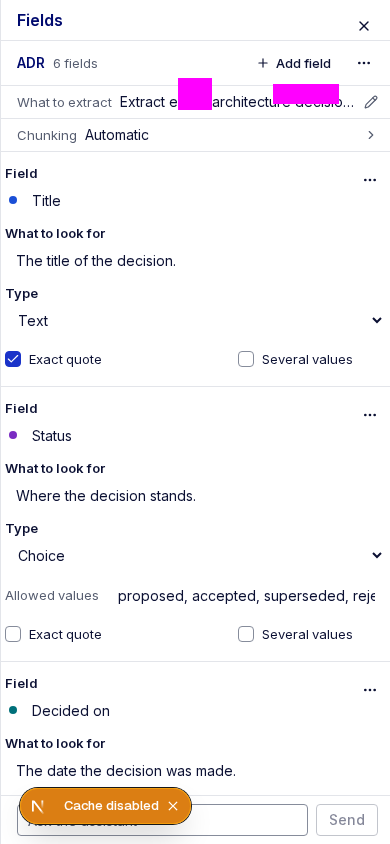 Fields
ADR 6 fields + Add field
What to extract Extract architecture
Chunking Automatic
Field
Title
What to look for
The title of the decision.
Type
Text
Exact quote Several values
Field
Status
What to look for
Where the decision stands.
Type
Choice
Allowed values proposed, accepted, superseded,
Exact quote Several values
Field
Decided on
What to look for
The date the decision was made.
Cache disabled
Send